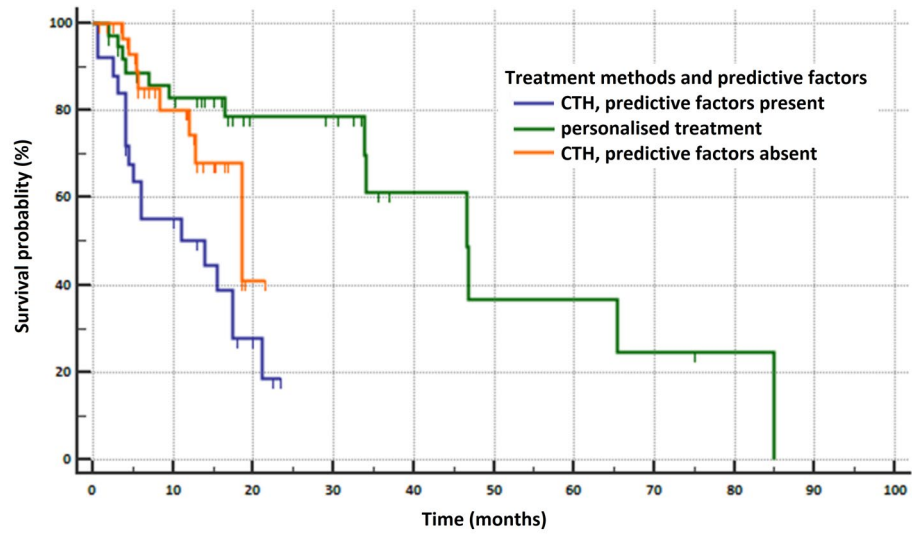 100
80
60
40
20
0
Survival probablity (%)
Treatment methods and predictive factors
CTH, predictive factors present
personalised treatment
CTH, predictive factors absent
0 10 20 30 40 50 60 70 80 90 100
Time (months)